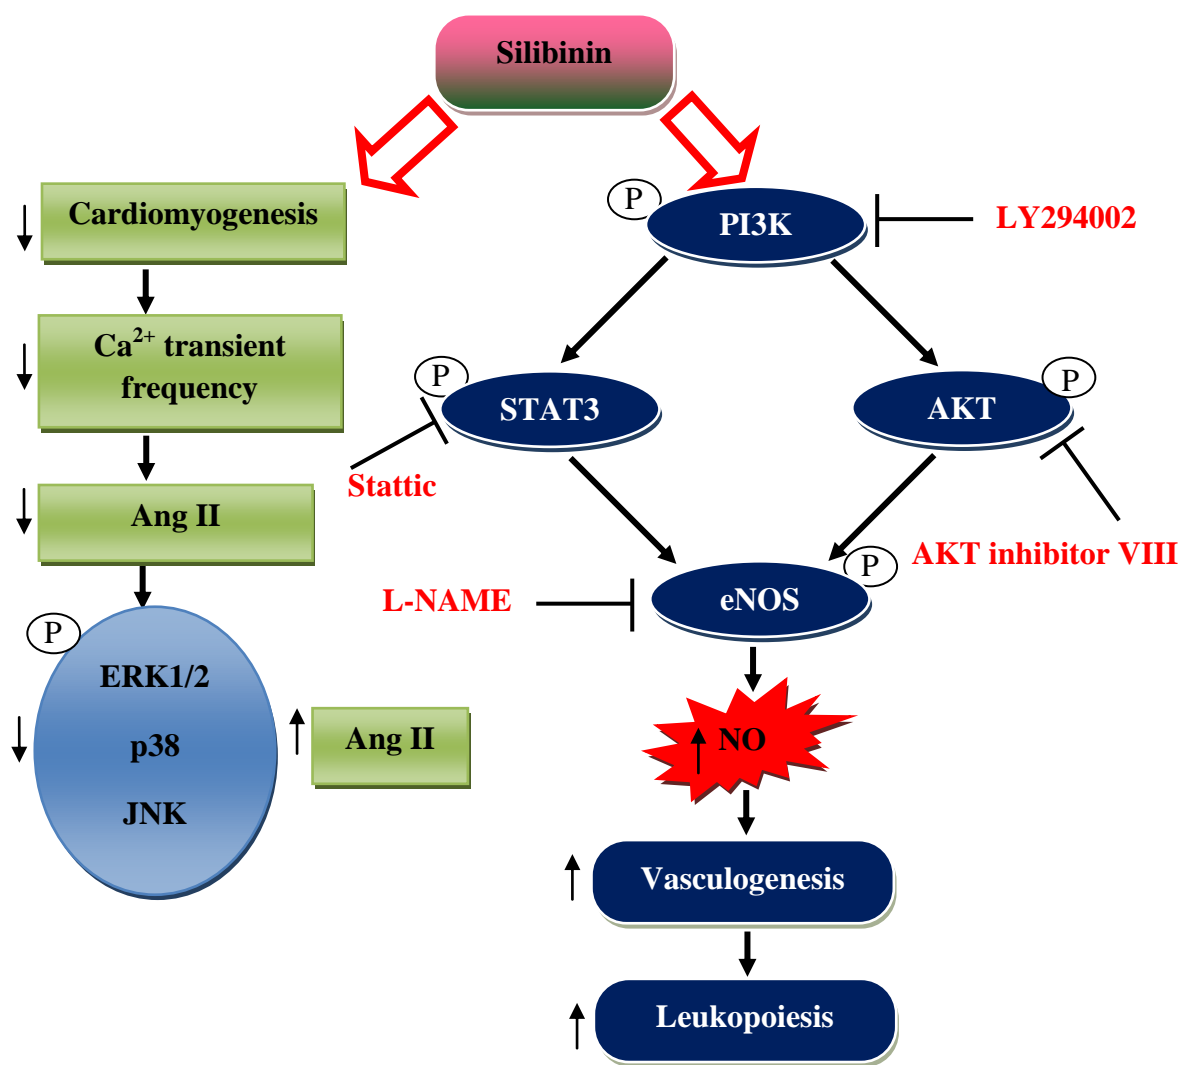 Silibinin
Cardiomyogenesis
Ca²⁺ transient
frequency
Ang II
P
ERK1/2
p38
JNK
Ang II
P
PI3K
LY294002
P
STAT3
Stattic
P
AKT
AKT inhibitor VIII
P
eNOS
L-NAME
NO
Vasculogenesis
Leukopoiesis